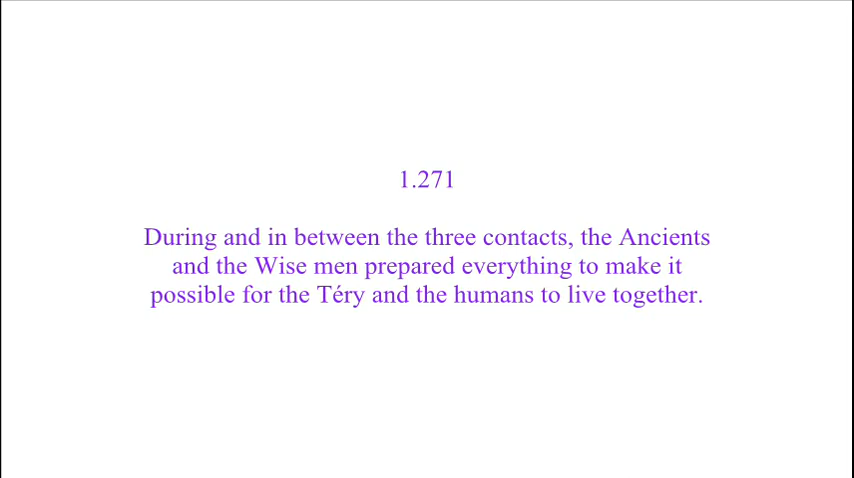 1.271
During and in between the three contacts, the Ancients
and the Wise men prepared everything to make it
possible for the Téry and the humans to live together.